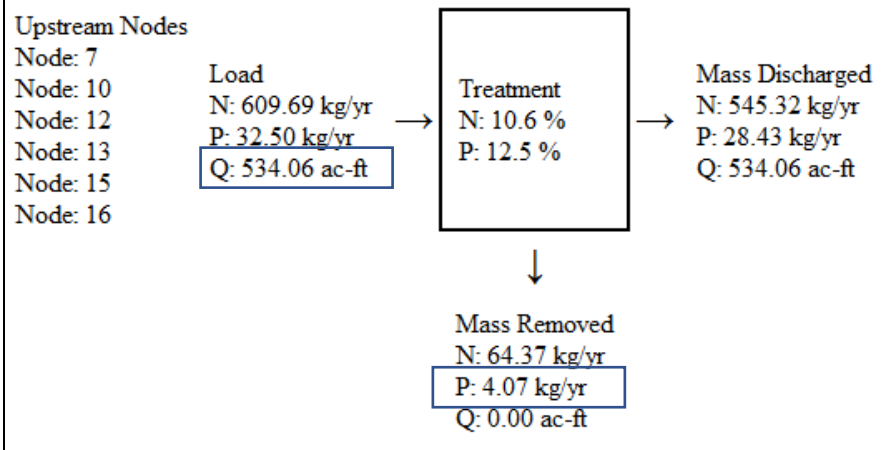 Upstream Nodes
Node: 7
Node: 10
Node: 12
Node: 13
Node: 15
Node: 16
Load
N: 609.69 kg/yr
P: 32.50 kg/yr
Q: 534.06 ac-ft
→
Treatment
N: 10.6 %
P: 12.5 %
→
Mass Discharged
N: 545.32 kg/yr
P: 28.43 kg/yr
Q: 534.06 ac-ft
↓
Mass Removed
N: 64.37 kg/yr
P: 4.07 kg/yr
Q: 0.00 ac-ft